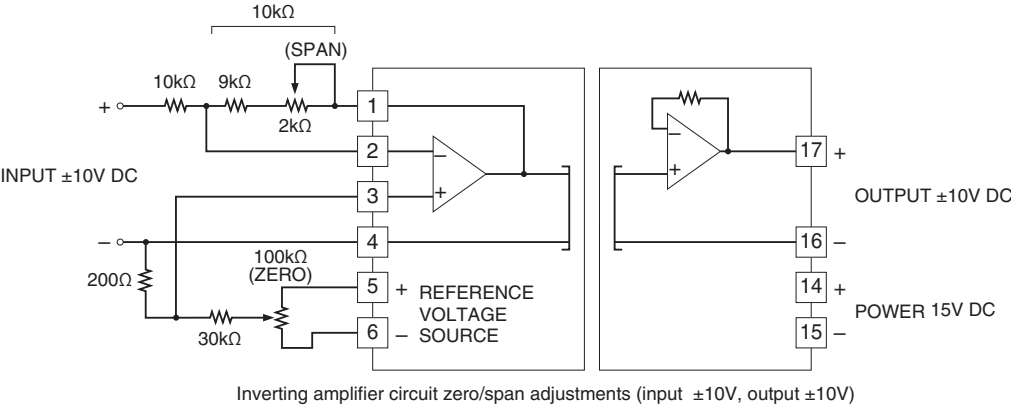 10kΩ
(SPAN)
10kΩ 9kΩ
2kΩ
+
1
2
3
4
5
6
−
+
INPUT ±10V DC
−
200Ω
100kΩ
(ZERO)
30kΩ
+ REFERENCE
VOLTAGE
− SOURCE
−
+
17 +
OUTPUT ±10V DC
16 −
14 +
POWER 15V DC
15 −
Inverting amplifier circuit zero/span adjustments (input ±10V, output ±10V)